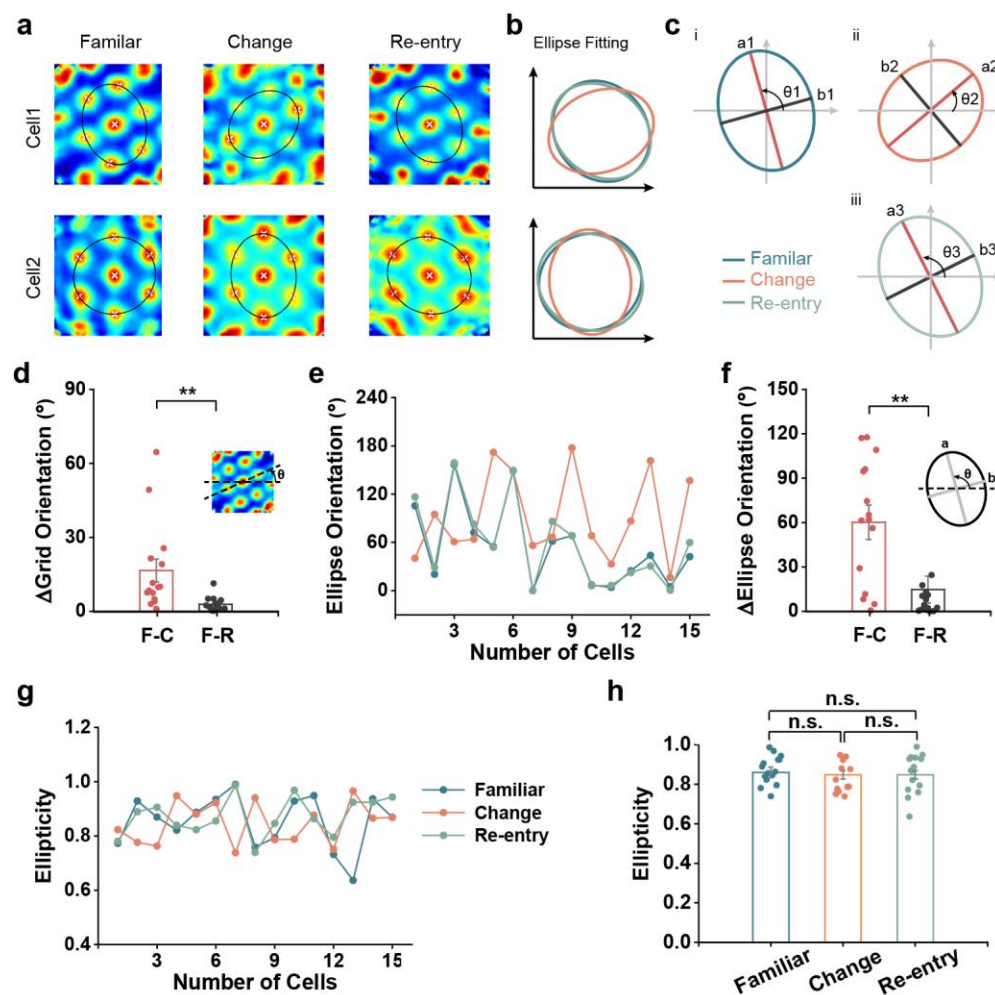 a
Familar Change Re-entry
Cell1
Cell2
b
Ellipse Fitting
c
i
a1
θ1
b1
ii
b2
a2
θ2
iii
a3
θ3
b3
Familar
Change
Re-entry
d
ΔGrid Orientation (°)
90
60
30
0
**
θ
F-C F-R
e
Ellipse Orientation (°)
240
180
120
60
0
3 6 9 12 15
Number of Cells
f
ΔEllipse Orientation (°)
150
120
90
60
30
0
**
a
θ
b
F-C F-R
g
Ellipticity
1.2
1.0
0.8
0.6
0.4
3 6 9 12 15
Number of Cells
Familiar
Change
Re-entry
h
n.s.
n.s. n.s.
Ellipticity
1.0
0.8
0.6
0.4
0.2
0.0
Familiar Change Re-entry